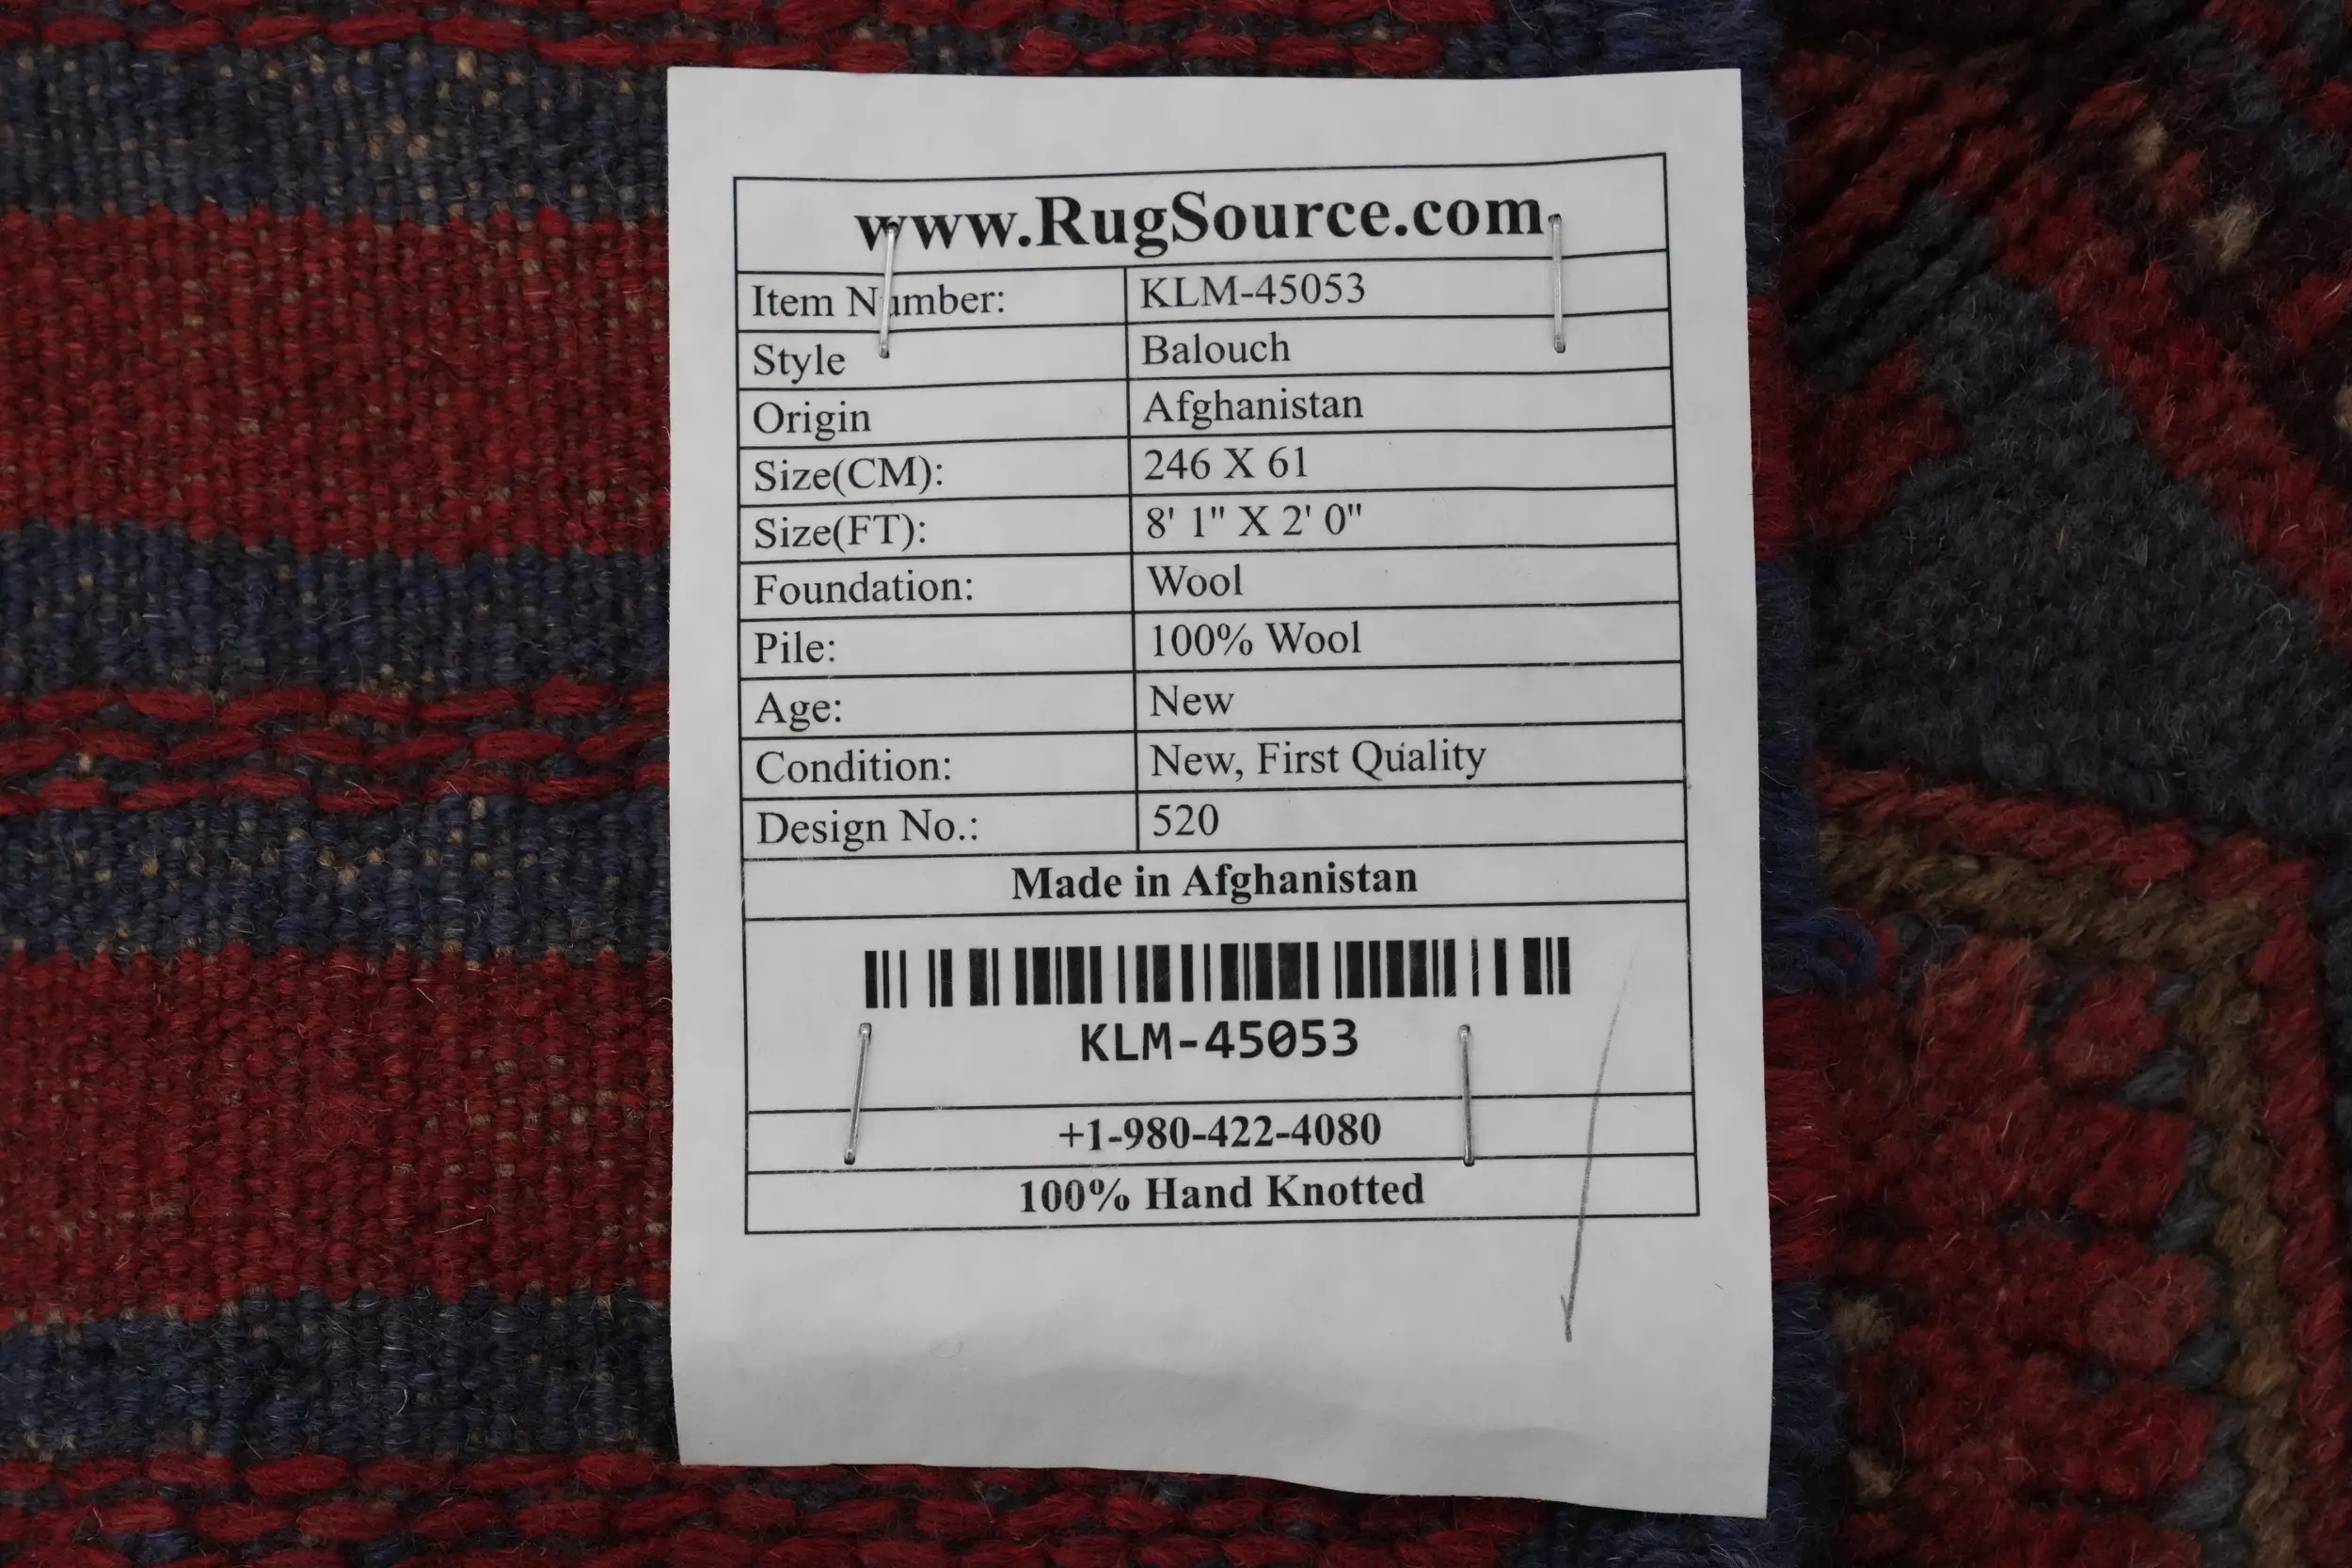 www.RugSource.com
Item Number: KLM-45053
Style Balouch
Origin Afghanistan
Size(CM): 246 X 61
Size(FT): 8' 1" X 2' 0"
Foundation: Wool
Pile: 100% Wool
Age: New
Condition: New, First Quality
Design No.: 520
Made in Afghanistan
KLM-45053
+1-980-422-4080
100% Hand Knotted